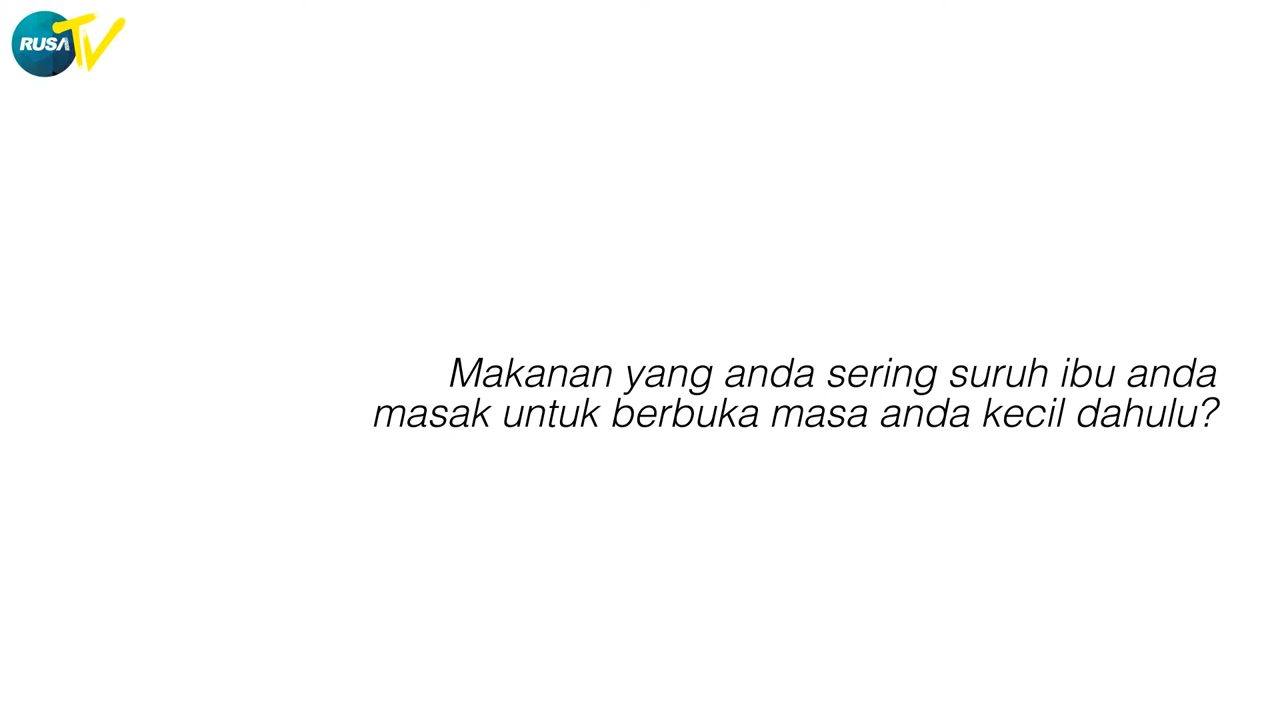 RUSA TV
Makanan yang anda sering suruh ibu anda
masak untuk berbuka masa anda kecil dahulu?